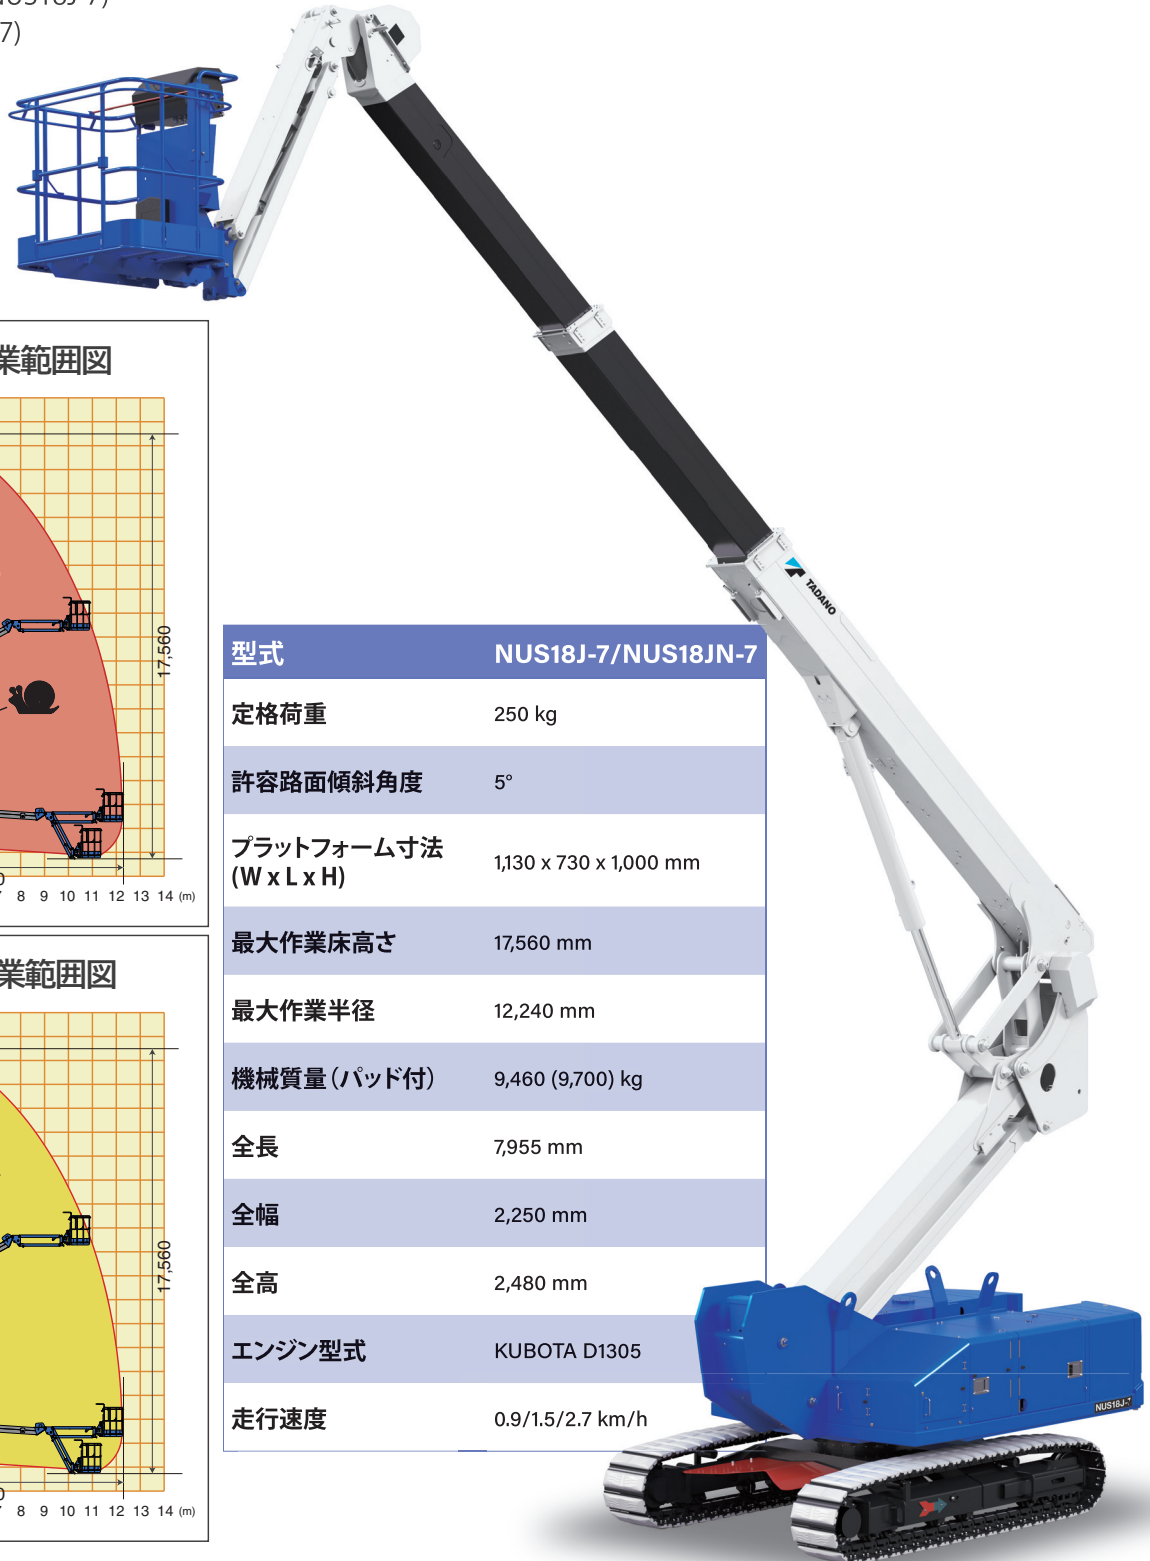 7)
業範囲図
17,560
8 9 10 11 12 13 14 (m)
業範囲図
17,560
8 9 10 11 12 13 14 (m)
型式 NUS18J-7/NUS18JN-7
定格荷重 250 kg
許容路面傾斜角度 5°
プラットフォーム寸法
(W x L x H) 1,130 x 730 x 1,000 mm
最大作業床高さ 17,560 mm
最大作業半径 12,240 mm
機械質量(パッド付) 9,460 (9,700) kg
全長 7,955 mm
全幅 2,250 mm
全高 2,480 mm
エンジン型式 KUBOTA D1305
走行速度 0.9/1.5/2.7 km/h
TADANO
NUS18J-7